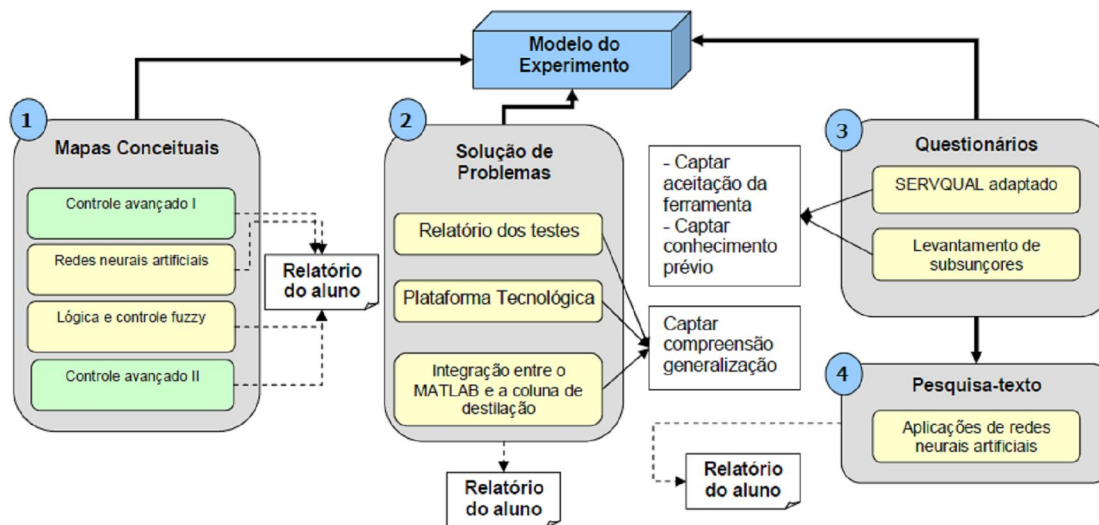 Modelo do
Experimento
1
Mapas Conceituais
Controle avançado I
Redes neurais artificiais
Lógica e controle fuzzy
Controle avançado II
Relatório
do aluno
2
Solução de
Problemas
Relatório dos testes
Plataforma Tecnológica
Integração entre o
MATLAB e a coluna de
destilação
Relatório
do aluno
- Captar
aceitação da
ferramenta
- Captar
conhecimento
prévio
Captar
compreensão
generalização
3
Questionários
SERVQUAL adaptado
Levantamento de
subsunçores
4
Pesquisa-texto
Aplicações de redes
neurais artificiais
Relatório
do aluno